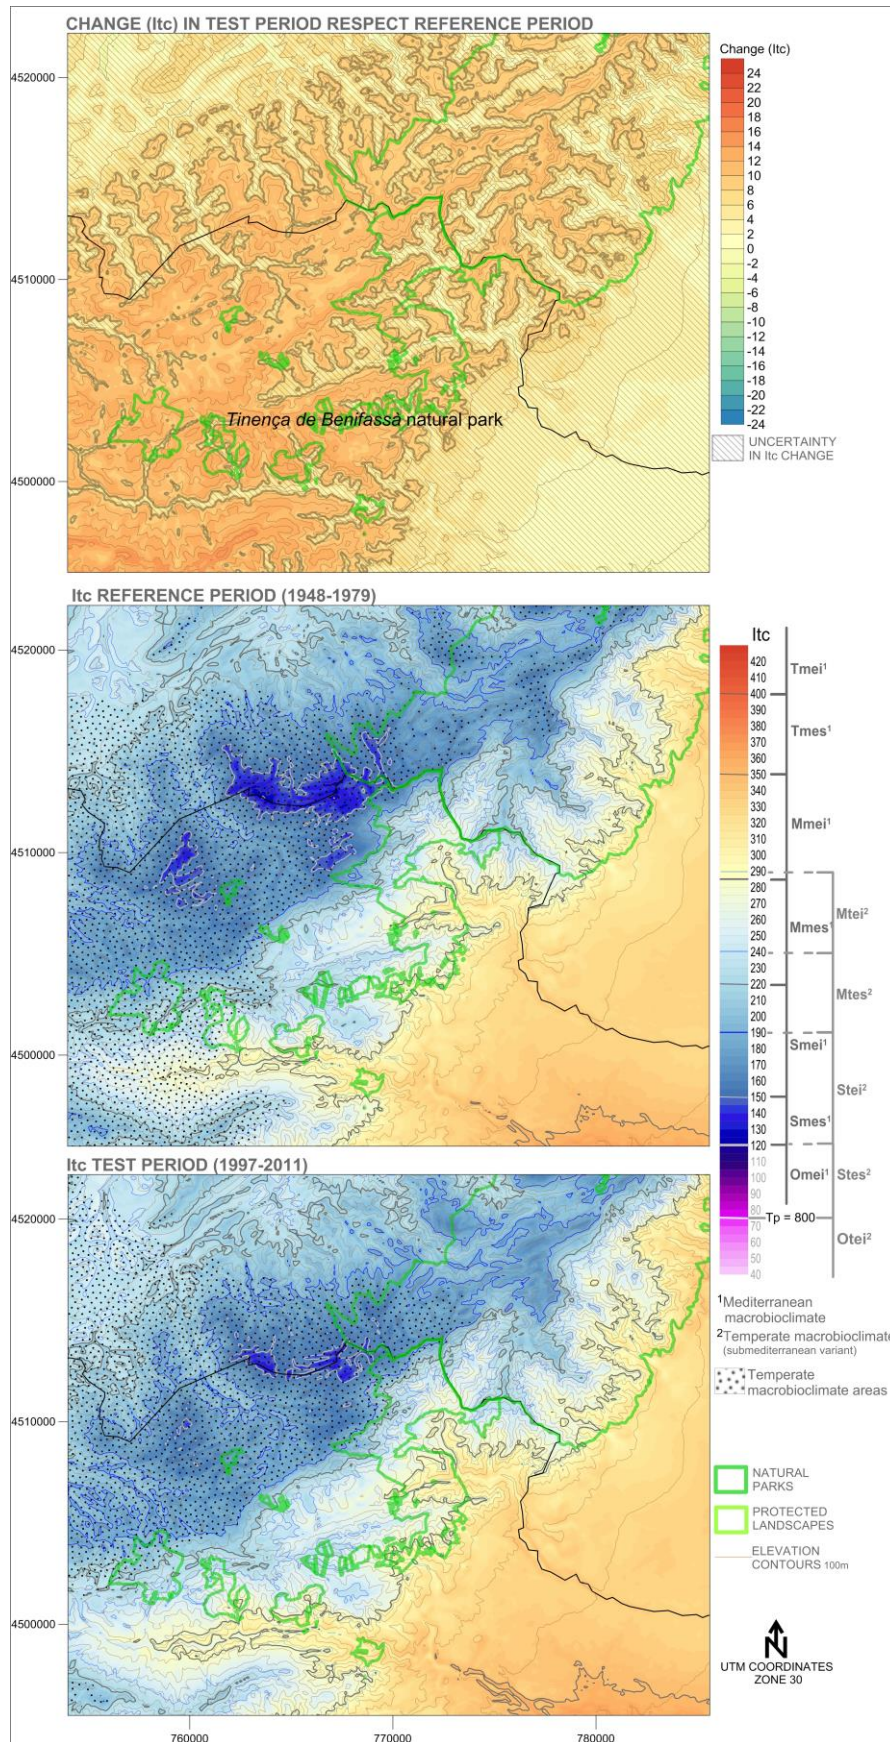 CHANGE (Itc) IN TEST PERIOD RESPECT REFERENCE PERIOD
Change (Itc)
24
22
20
18
16
14
12
10
8
6
4
2
0
-2
-4
-6
-8
-10
-12
-14
-16
-18
-20
-22
-24
UNCERTAINTY
IN Itc CHANGE
4520000
4510000
4500000
Tinença de Benifassà natural park
Itc REFERENCE PERIOD (1948-1979)
4520000
4510000
4500000
Itc
420
410
400
390
380
370
360
350
340
330
320
310
300
290
280
270
260
250
240
230
220
210
200
190
180
170
160
150
140
130
120
110
100
90
80
70
60
50
40
Tmei¹
Tmes¹
Mmei¹
Mmes¹
Mtei²
Mtes²
Smei¹
Stei²
Smes¹
Omei¹
Stes²
Tp = 800
Otei²
Itc TEST PERIOD (1997-2011)
4520000
4510000
4500000
760000
770000
780000
¹Mediterranean
macrobioclimate
²Temperate macrobioclimate
(submediterranean variant)
Temperate
macrobioclimate areas
NATURAL
PARKS
PROTECTED
LANDSCAPES
ELEVATION
CONTOURS 100m
N
UTM COORDINATES
ZONE 30